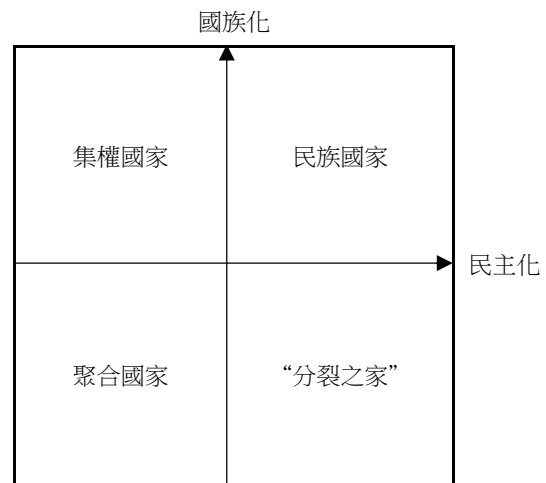 國族化
集權國家
民族國家
民主化
聚合國家
“分裂之家”